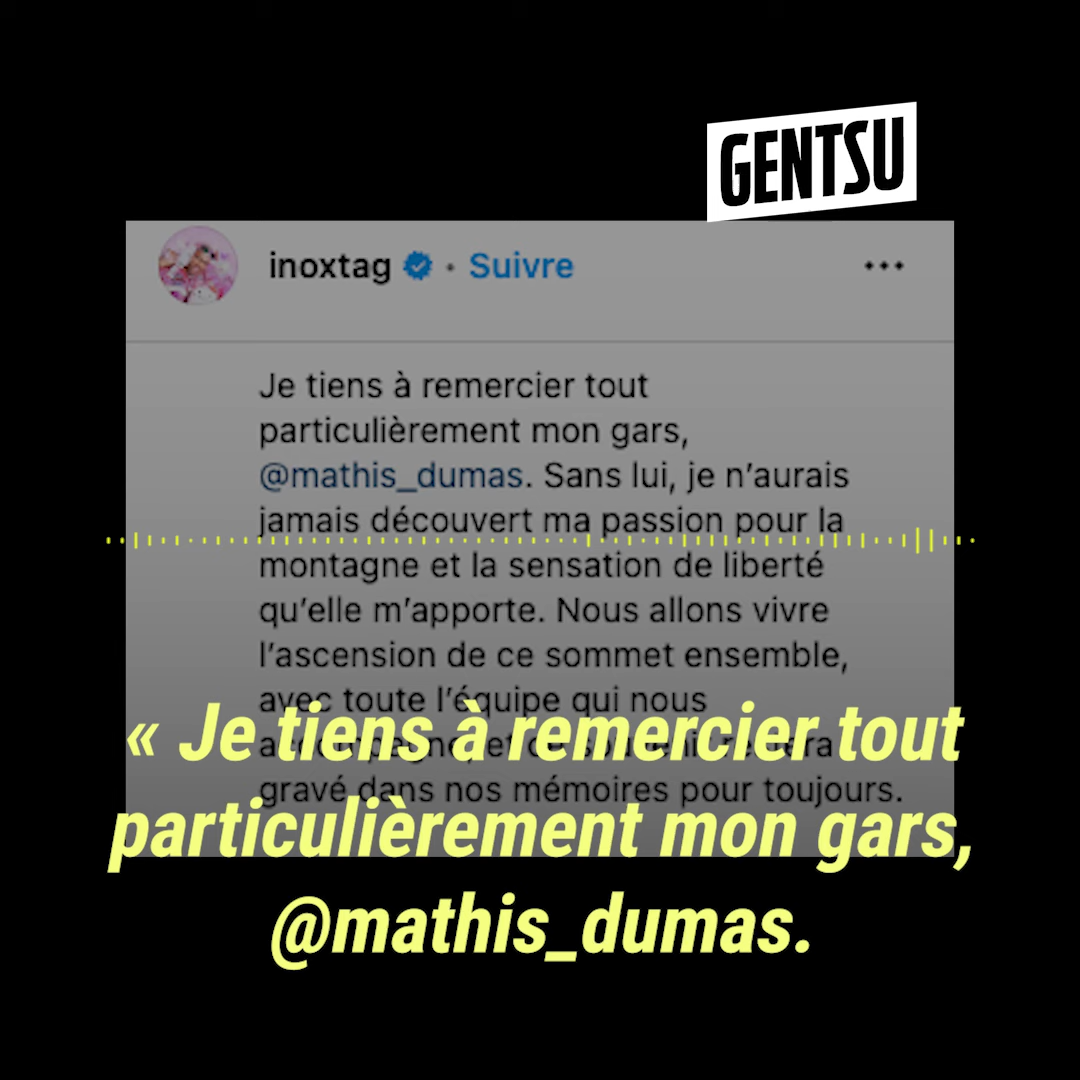 GENTSU
inoxtag • Suivre •••
Je tiens à remercier tout
particulièrement mon gars,
@mathis_dumas. Sans lui, je n’aurais
jamais découvert ma passion pour la
montagne et la sensation de liberté
qu’elle m’apporte. Nous allons vivre
l’ascension de ce sommet ensemble,
avec toute l’équipe qui nous
gravé dans nos mémoires pour toujours.
« Je tiens à remercier tout
particulièrement mon gars,
@mathis_dumas.